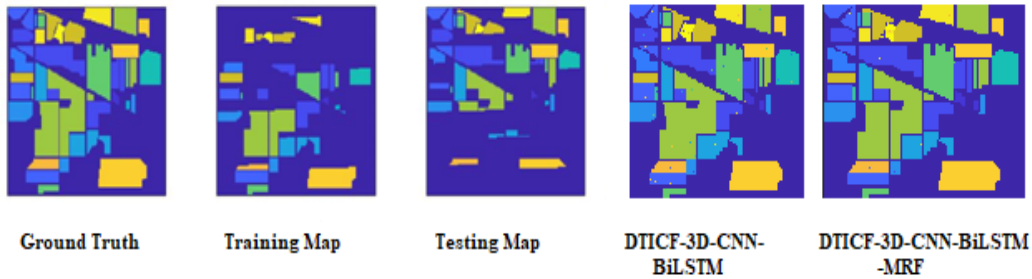 Ground Truth
Training Map
Testing Map
DTICF-3D-CNN-
BiLSTM
DTICF-3D-CNN-BiLSTM
-MRF